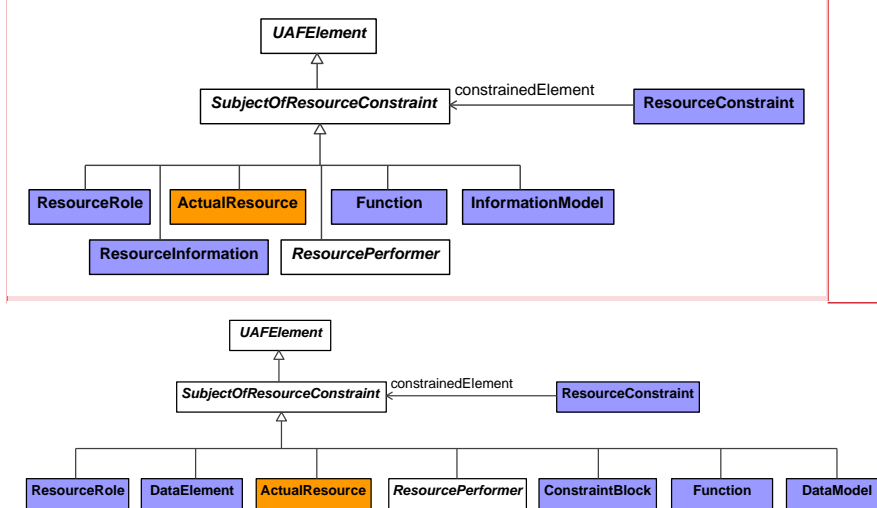 UAFElement
SubjectOfResourceConstraint
constrainedElement
ResourceConstraint
ResourceRole
ActualResource
Function
InformationModel
ResourceInformation
ResourcePerformer
UAFElement
SubjectOfResourceConstraint
constrainedElement
ResourceConstraint
ResourceRole
DataElement
ActualResource
ResourcePerformer
ConstraintBlock
Function
DataModel